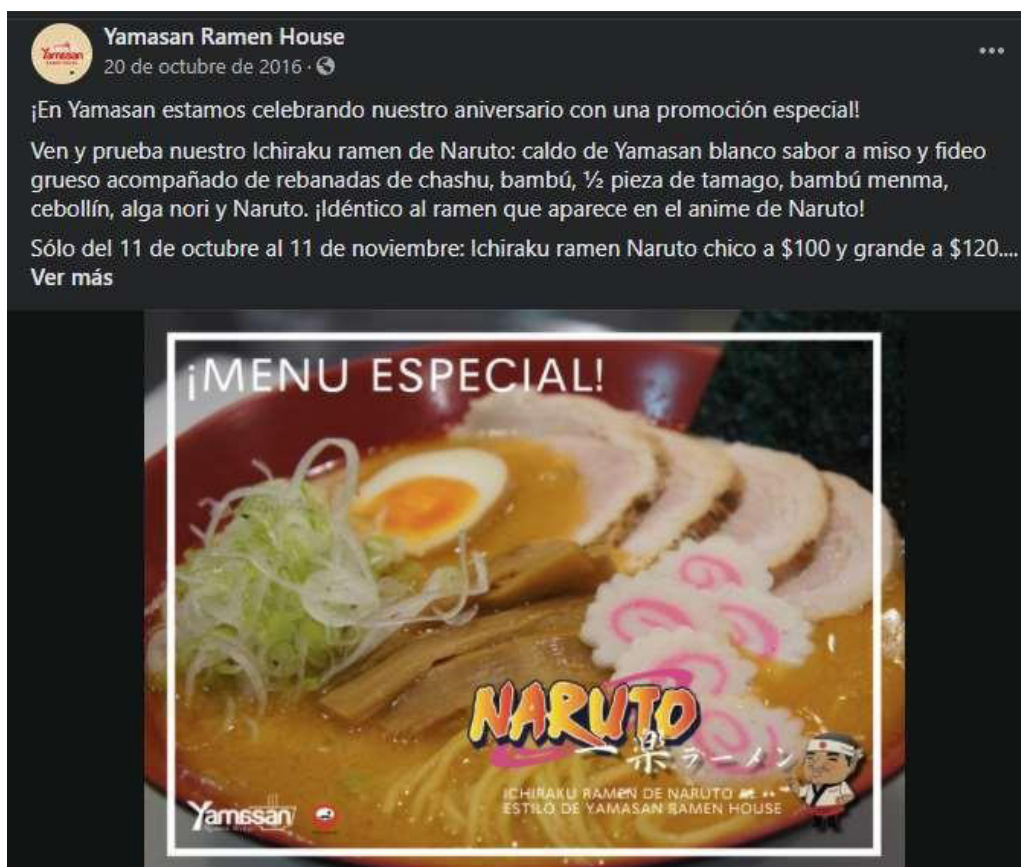 Yamasan
Yamasan Ramen House
20 de octubre de 2016 ·
¡En Yamasan estamos celebrando nuestro aniversario con una promoción especial!
Ven y prueba nuestro Ichiraku ramen de Naruto: caldo de Yamasan blanco sabor a miso y fideo
grueso acompañado de rebanadas de chashu, bambú, ½ pieza de tamago, bambú menma,
cebollín, alga nori y Naruto. ¡Idéntico al ramen que aparece en el anime de Naruto!
Sólo del 11 de octubre al 11 de noviembre: Ichiraku ramen Naruto chico a $100 y grande a $120....
Ver más
¡MENU ESPECIAL!
NARUTO
一楽ラーメン
ICHIRAKU RAMEN DE NARUTO AL
ESTILO DE YAMASAN RAMEN HOUSE
Yamasan